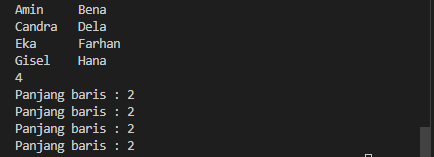 Amin    Bena
Candra  Dela
Eka     Farhan
Gisel   Hana
4
Panjang baris : 2
Panjang baris : 2
Panjang baris : 2
Panjang baris : 2